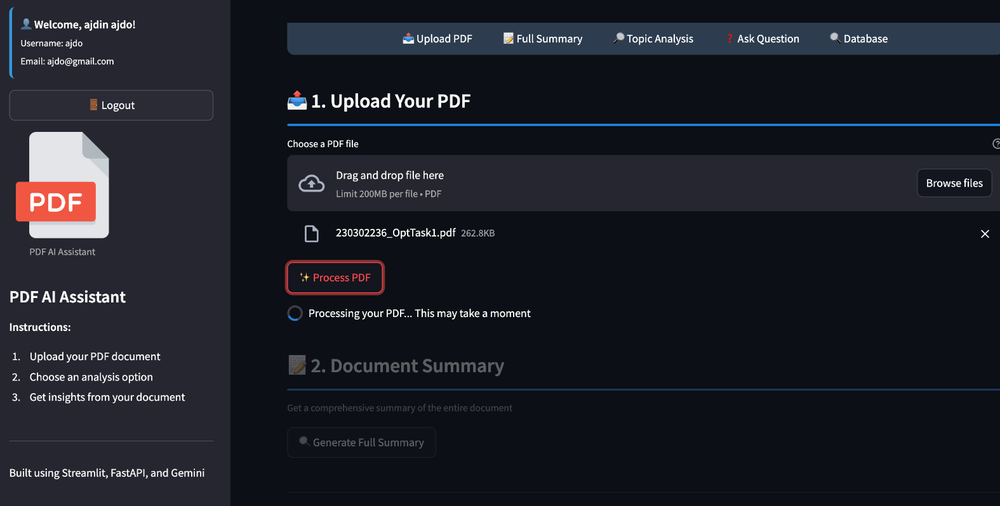 Welcome, ajdin ajdo!
Username: ajdo
Email: ajdo@gmail.com
Logout
PDF
PDF AI Assistant
PDF AI Assistant
Instructions:
1. Upload your PDF document
2. Choose an analysis option
3. Get insights from your document
Built using Streamlit, FastAPI, and Gemini
Upload PDF
Full Summary
Topic Analysis
❓ Ask Question
Database
1. Upload Your PDF
Choose a PDF file
Drag and drop file here
Limit 200MB per file • PDF
Browse files
230302236_OptTask1.pdf 262.8KB
Process PDF
Processing your PDF... This may take a moment
2. Document Summary
Get a comprehensive summary of the entire document
Generate Full Summary